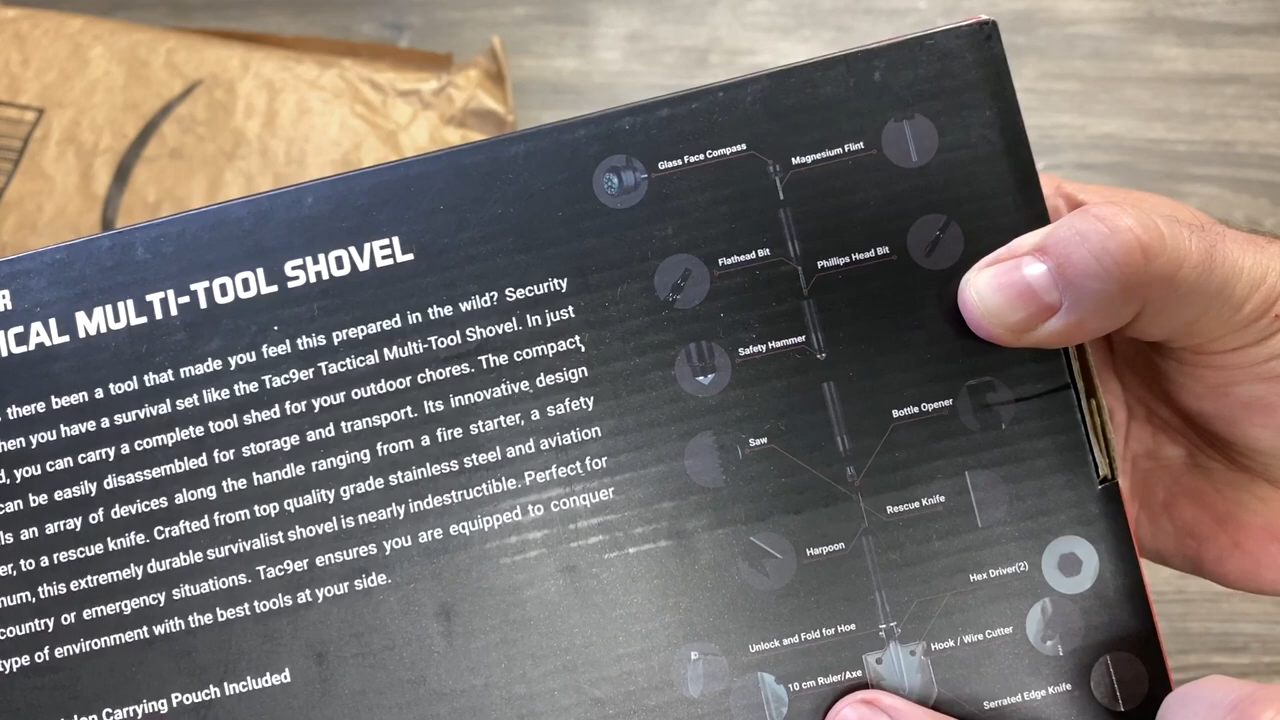 R
ICAL MULTI-TOOL SHOVEL
there been a tool that made you feel this prepared in the wild? Security
hen you have a survival set like the Tac9er Tactical Multi-Tool Shovel. In just
d, you can carry a complete tool shed for your outdoor chores. The compact,
can be easily disassembled for storage and transport. Its innovative design
ls an array of devices along the handle ranging from a fire starter, a safety
er, to a rescue knife. Crafted from top quality grade stainless steel and aviation
num, this extremely durable survivalist shovel is nearly indestructible. Perfect for
country or emergency situations. Tac9er ensures you are equipped to conquer
type of environment with the best tools at your side.
Carrying Pouch Included
Glass Face Compass
Magnesium Flint
Flathead Bit
Phillips Head Bit
Safety Hammer
Bottle Opener
Saw
Rescue Knife
Harpoon
Hex Driver(2)
Unlock and Fold for Hoe
Hook / Wire Cutter
10 cm Ruler/Axe
Serrated Edge Knife